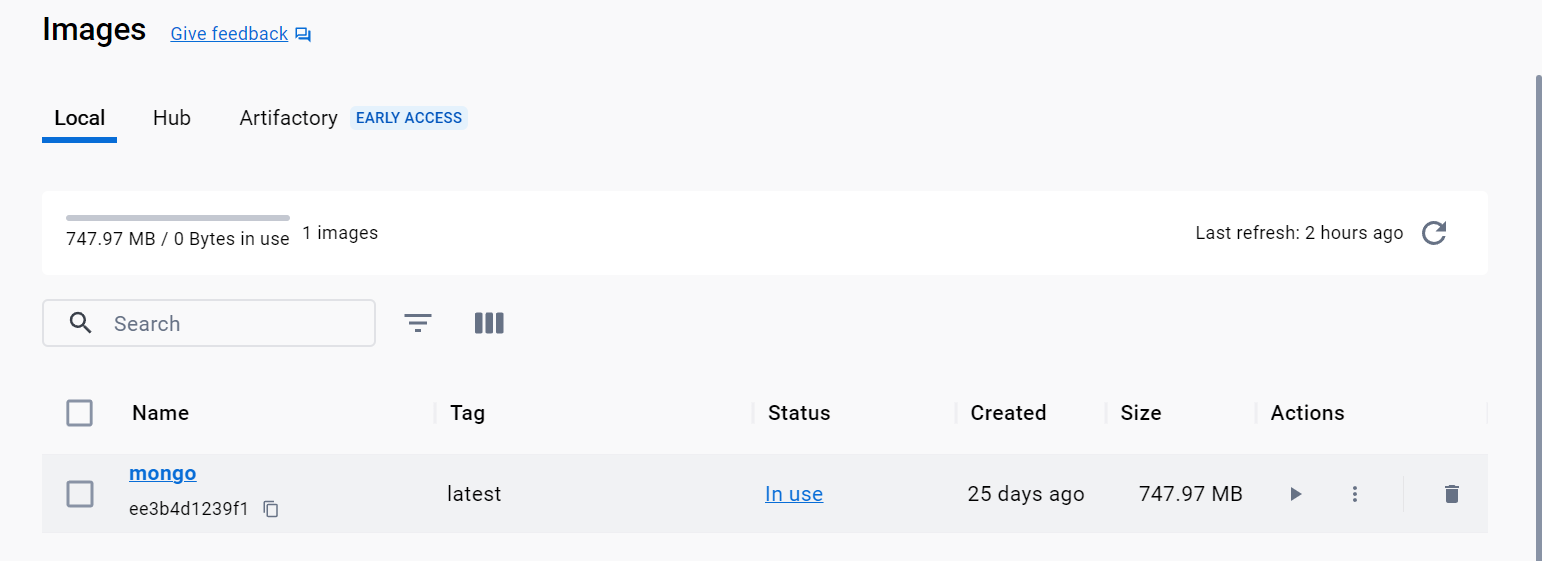 Images Give feedback
Local Hub Artifactory EARLY ACCESS
747.97 MB / 0 Bytes in use 1 images Last refresh: 2 hours ago
Search
Name Tag Status Created Size Actions
mongo
ee3b4d1239f1 latest In use 25 days ago 747.97 MB